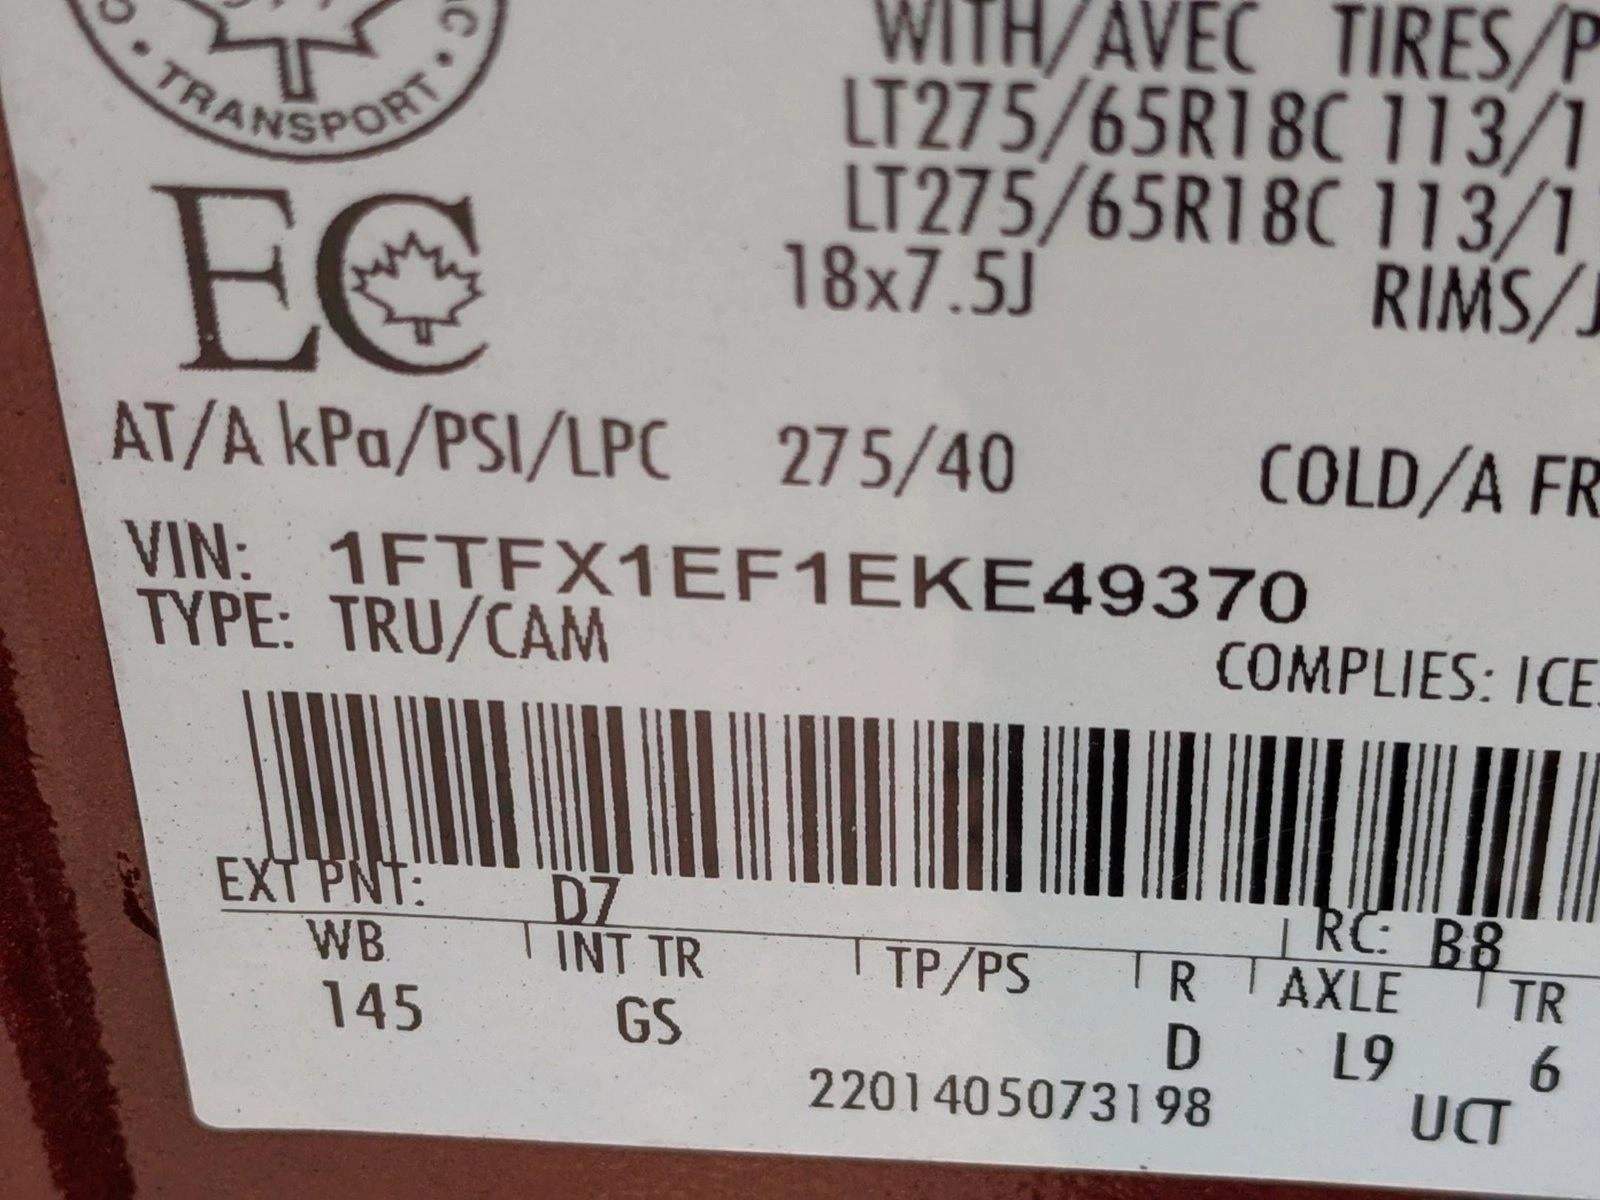 TRANSPORT
WITH/AVEC TIRES/P
LT275/65R18C 113/1
LT275/65R18C 113/1
EC
18x7.5J RIMS/J
AT/A kPa/PSI/LPC 275/40 COLD/A FR
VIN: 1FTFX1EF1EKE49370
TYPE: TRU/CAM
COMPLIES: ICES
EXT PNT: D7 RC: B8
WB INT TR TP/PS R AXLE TR
145 GS D L9 6
2201405073198 UCT